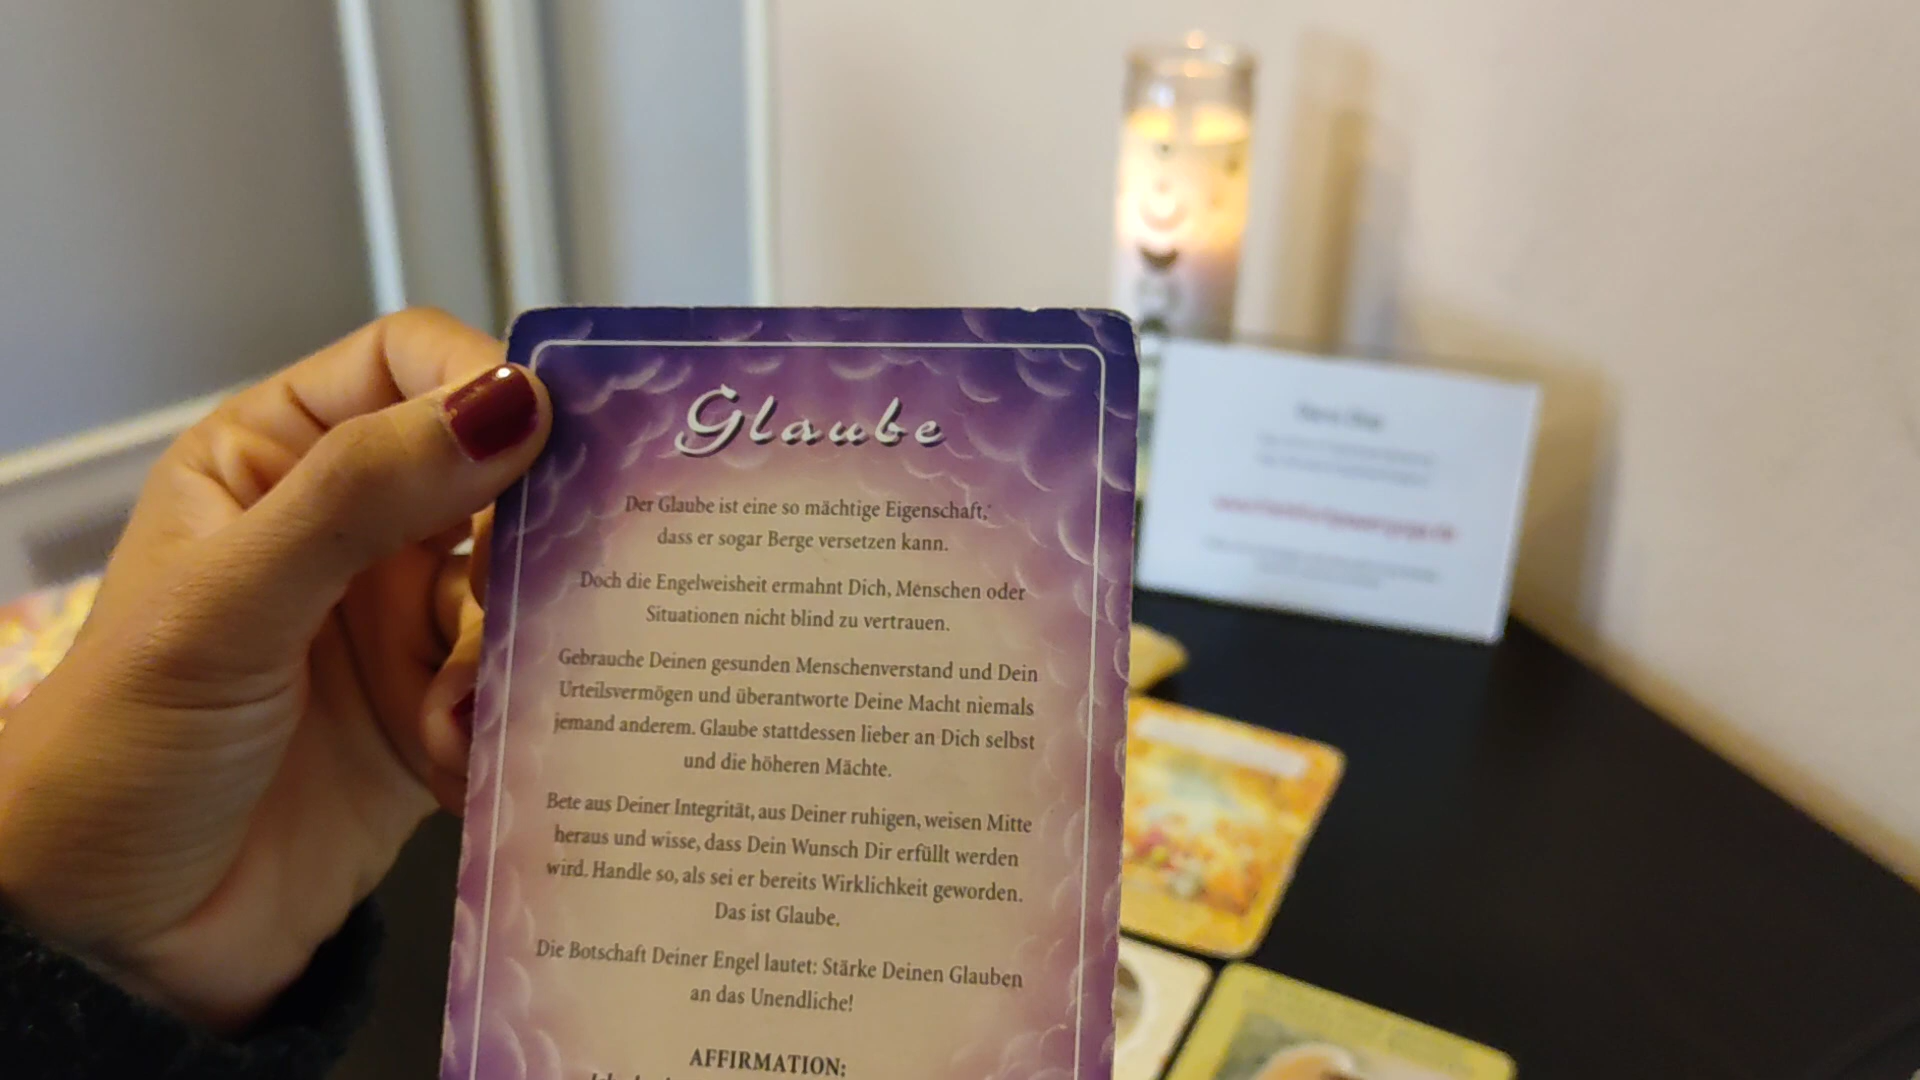 Glaube
Der Glaube ist eine so mächtige Eigenschaft,
dass er sogar Berge versetzen kann.
Doch die Engelweisheit ermahnt Dich, Menschen oder
Situationen nicht blind zu vertrauen.
Gebrauche Deinen gesunden Menschenverstand und Dein
Urteilsvermögen und überantworte Deine Macht niemals
jemand anderem. Glaube stattdessen lieber an Dich selbst
und die höheren Mächte.
Bete aus Deiner Integrität, aus Deiner ruhigen, weisen Mitte
heraus und wisse, dass Dein Wunsch Dir erfüllt werden
wird. Handle so, als sei er bereits Wirklichkeit geworden.
Das ist Glaube.
Die Botschaft Deiner Engel lautet: Stärke Deinen Glauben
an das Unendliche!
AFFIRMATION: